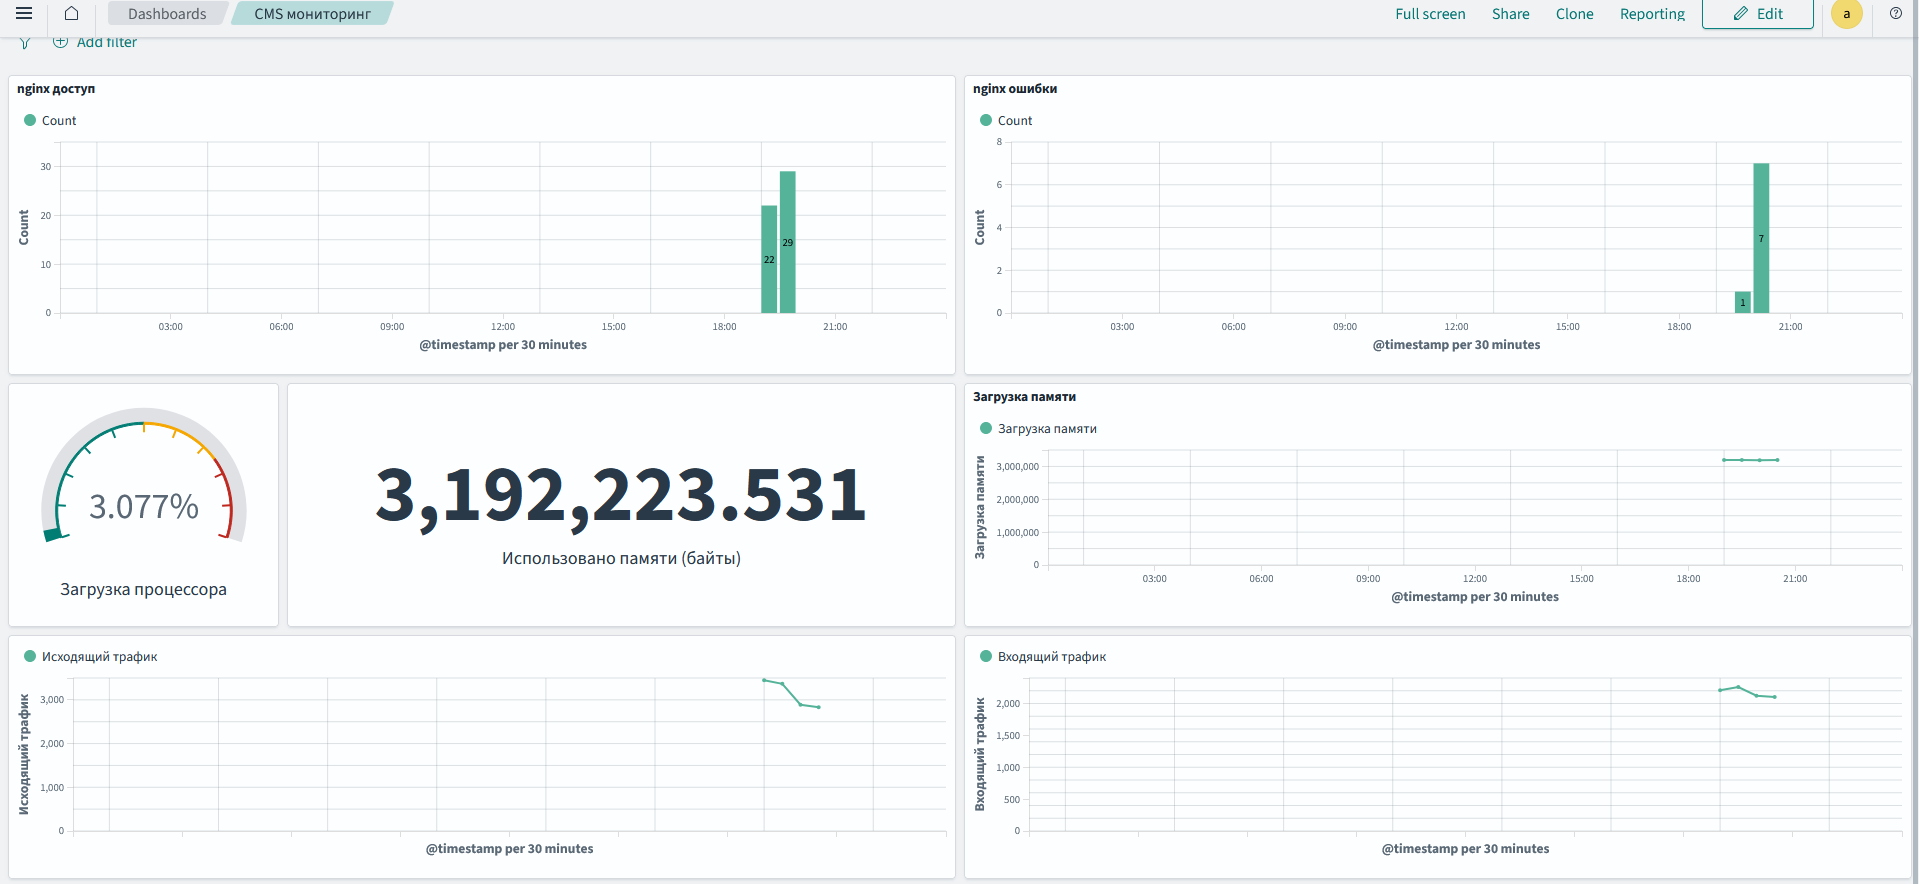 Dashboards
CMS мониторинг
Full screen
Share
Clone
Reporting
Edit
a
Add filter
nginx доступ
Count
Count
30
20
10
0
22
29
03:00 06:00 09:00 12:00 15:00 18:00 21:00
@timestamp per 30 minutes
nginx ошибки
Count
Count
8
6
4
2
0
1
7
03:00 06:00 09:00 12:00 15:00 18:00 21:00
@timestamp per 30 minutes
3.077%
Загрузка процессора
3,192,223.531
Использовано памяти (байты)
Загрузка памяти
Загрузка памяти
Загрузка памяти
3,000,000
2,000,000
1,000,000
0
03:00 06:00 09:00 12:00 15:00 18:00 21:00
@timestamp per 30 minutes
Исходящий трафик
Исходящий трафик
3,000
2,000
1,000
0
@timestamp per 30 minutes
Входящий трафик
Входящий трафик
2,000
1,500
1,000
500
0
@timestamp per 30 minutes